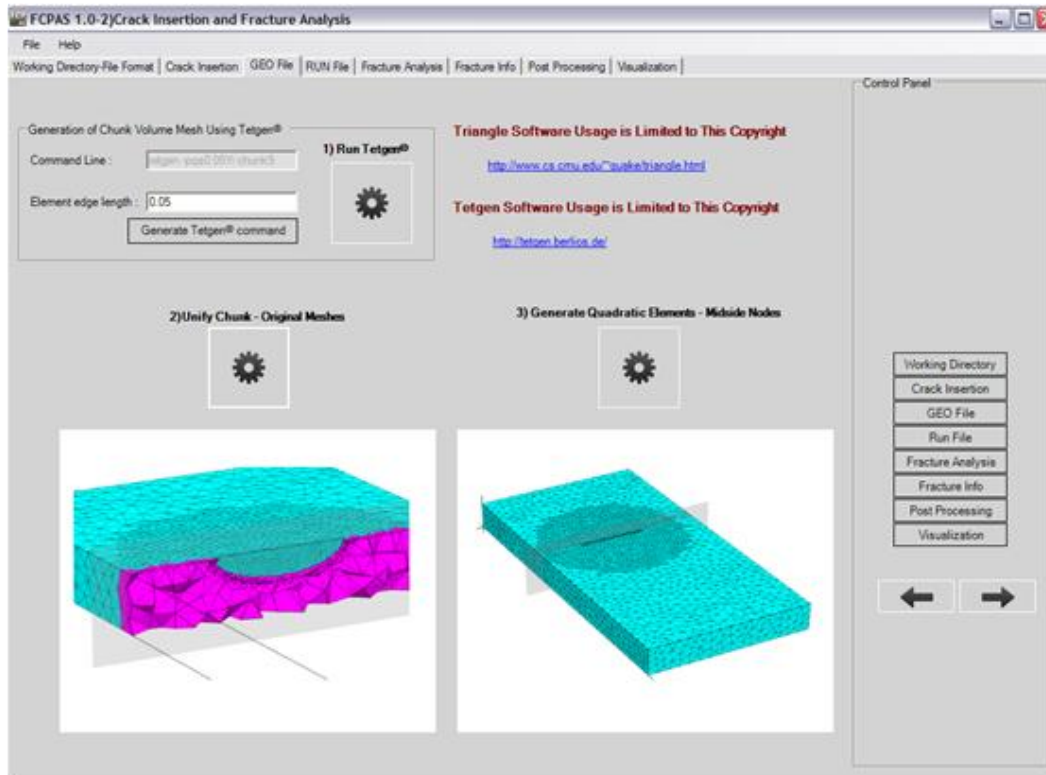 FCPAS 1.0-2)Crack Insertion and Fracture Analysis
File Help
Working Directory-File Format Crack Insertion GEO File RUN File Fracture Analysis Fracture Info Post Processing Visualization
Control Panel
Generation of Chunk Volume Mesh Using Tetgen®
Command Line :
1) Run Tetgen®
Element edge length : 0.05
Generate Tetgen® command
Triangle Software Usage is Limited to This Copyright
http://www.cs.cmu.edu/~quake/triangle.html
Tetgen Software Usage is Limited to This Copyright
http://tetgen.berlios.de/
2)Unify Chunk - Original Meshes
3) Generate Quadratic Elements - Midside Nodes
Working Directory
Crack Insertion
GEO File
Run File
Fracture Analysis
Fracture Info
Post Processing
Visualization